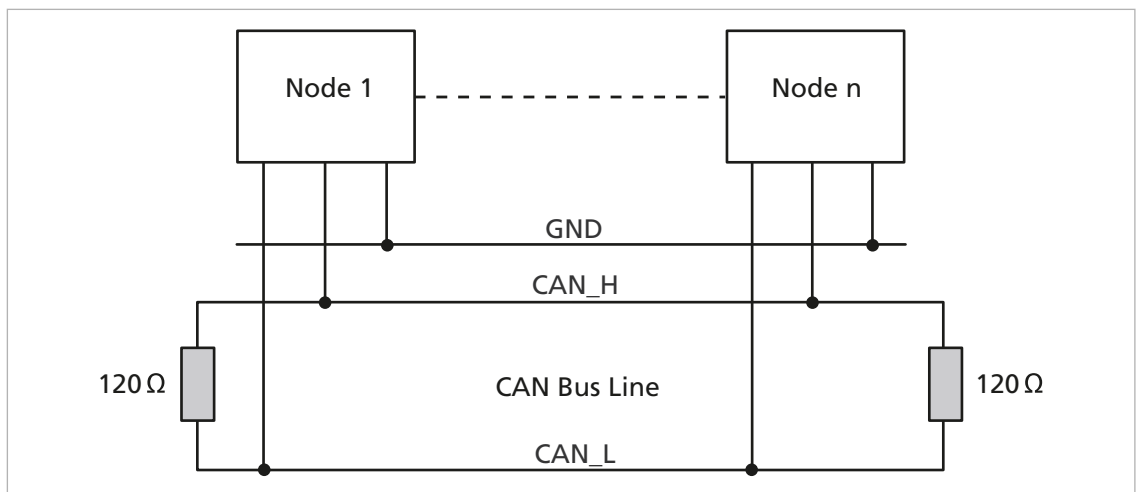 Node 1
Node n
GND
CAN_H
120 Ω
CAN Bus Line
120 Ω
CAN_L